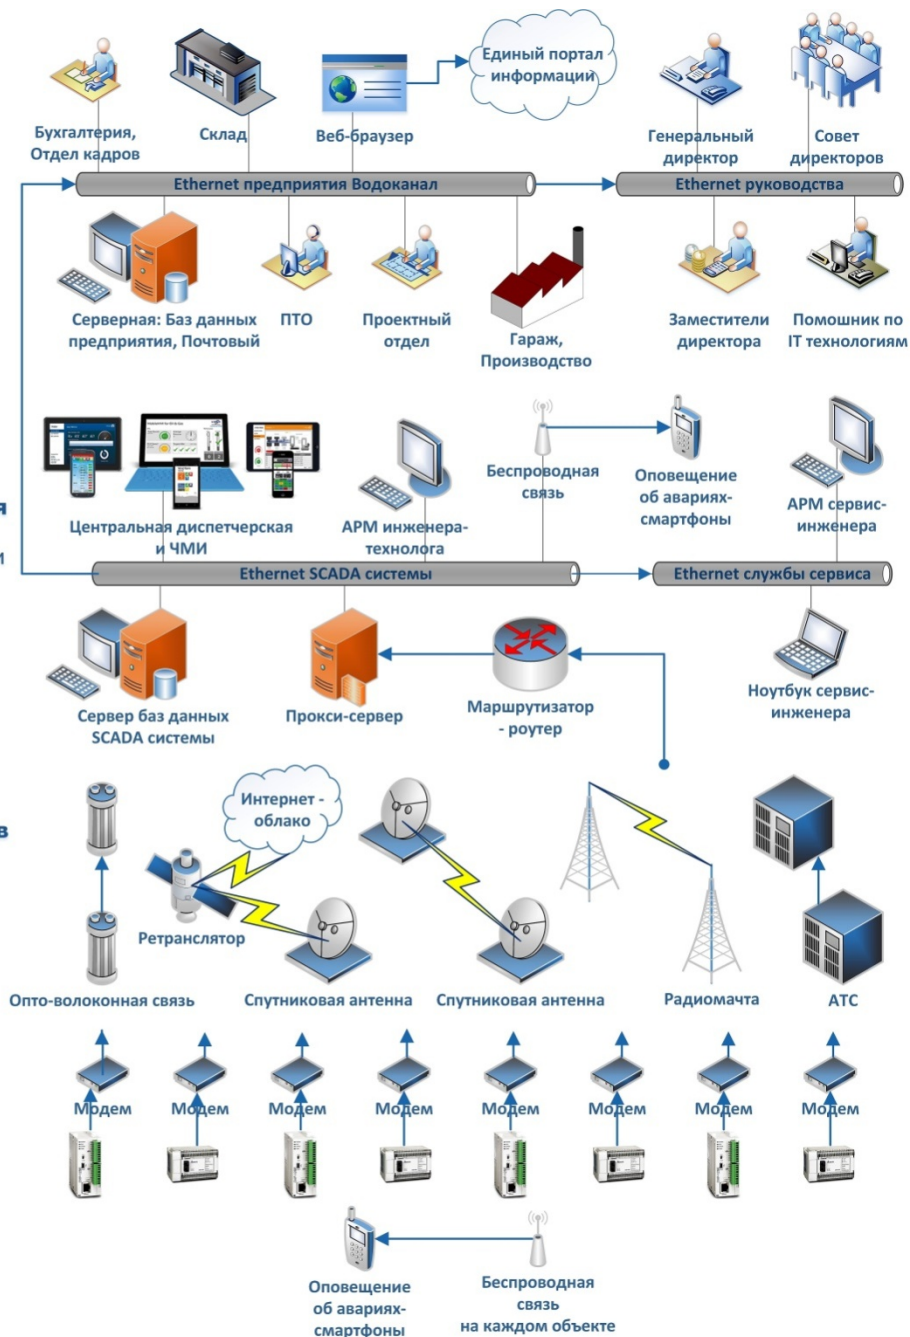 Единый портал
информации
Бухгалтерия,
Отдел кадров
Склад
Веб-браузер
Генеральный
директор
Совет
директоров
Ethernet предприятия Водоканал
Ethernet руководства
Серверная: Баз данных
предприятия, Почтовый
ПТО
Проектный
отдел
Гараж,
Производство
Заместители
директора
Помошник по
IT технологиям
я
и
Центральная диспетчерская
и ЧМИ
АРМ инженера-
технолога
Беспроводная
связь
Оповещение
об авариях-
смартфоны
АРМ сервис-
инженера
Ethernet SCADA системы
Ethernet службы сервиса
Сервер баз данных
SCADA системы
Прокси-сервер
Маршрутизатор
- роутер
Ноутбук сервис-
инженера
в
Интернет -
облако
Ретранслятор
Опто-волоконная связь
Спутниковая антенна
Спутниковая антенна
Радиомачта
АТС
Модем
Модем
Модем
Модем
Модем
Модем
Модем
Модем
Оповещение
об авариях-
смартфоны
Беспроводная
связь
на каждом объекте